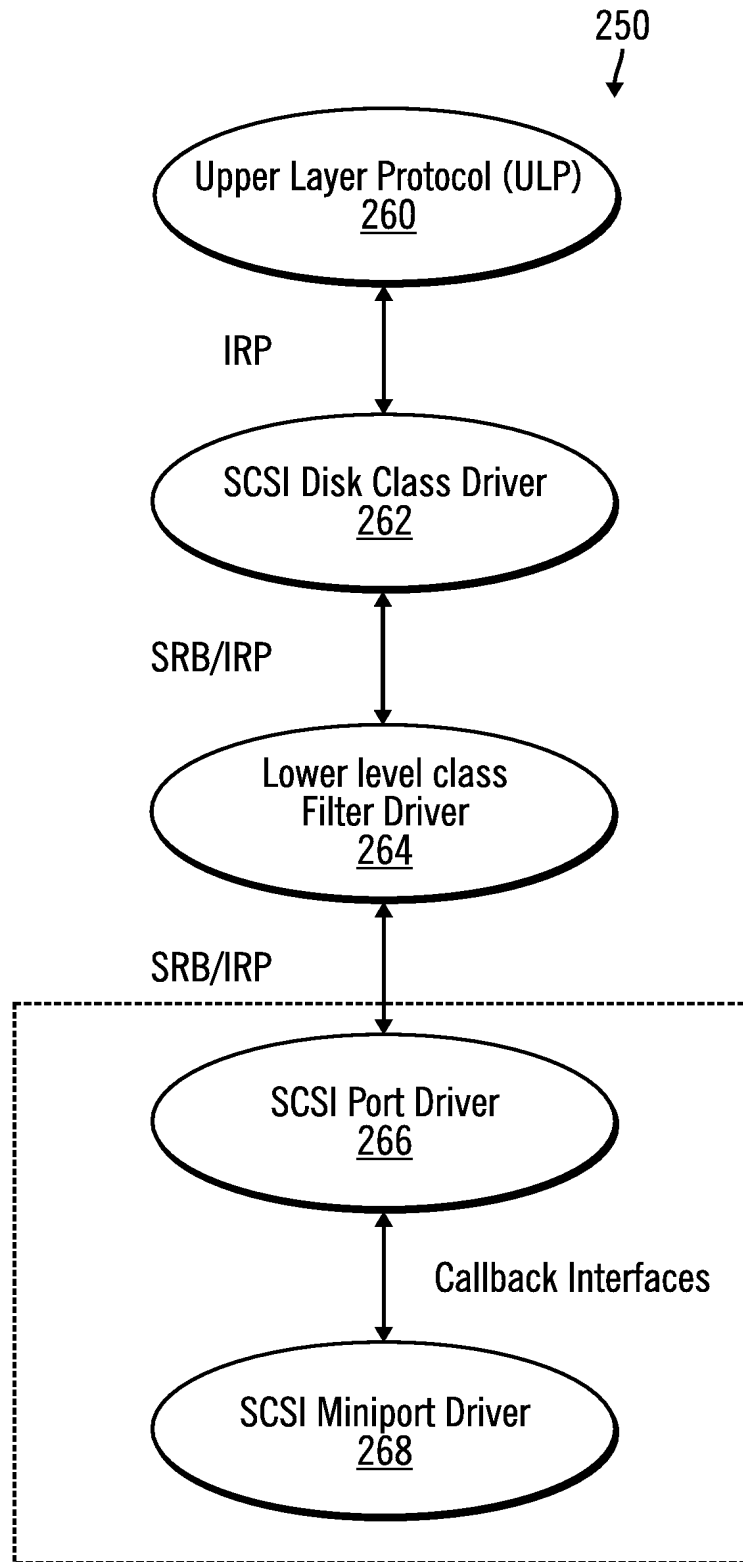 250
Upper Layer Protocol (ULP)
260
IRP
SCSI Disk Class Driver
262
SRB/IRP
Lower level class
Filter Driver
264
SRB/IRP
SCSI Port Driver
266
Callback Interfaces
SCSI Miniport Driver
268